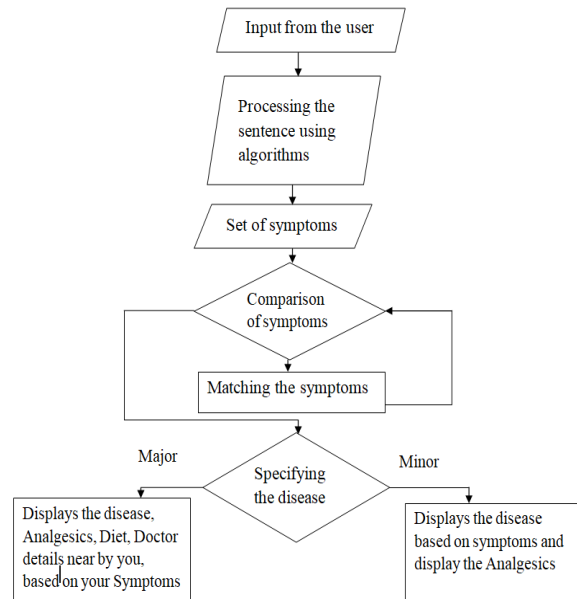 Input from the user
Processing the
sentence using
algorithms
Set of symptoms
Comparison
of symptoms
Matching the symptoms
Major
Specifying
the disease
Minor
Displays the disease,
Analgesics, Diet, Doctor
details near by you,
based on your Symptoms
Displays the disease
based on symptoms and
display the Analgesics